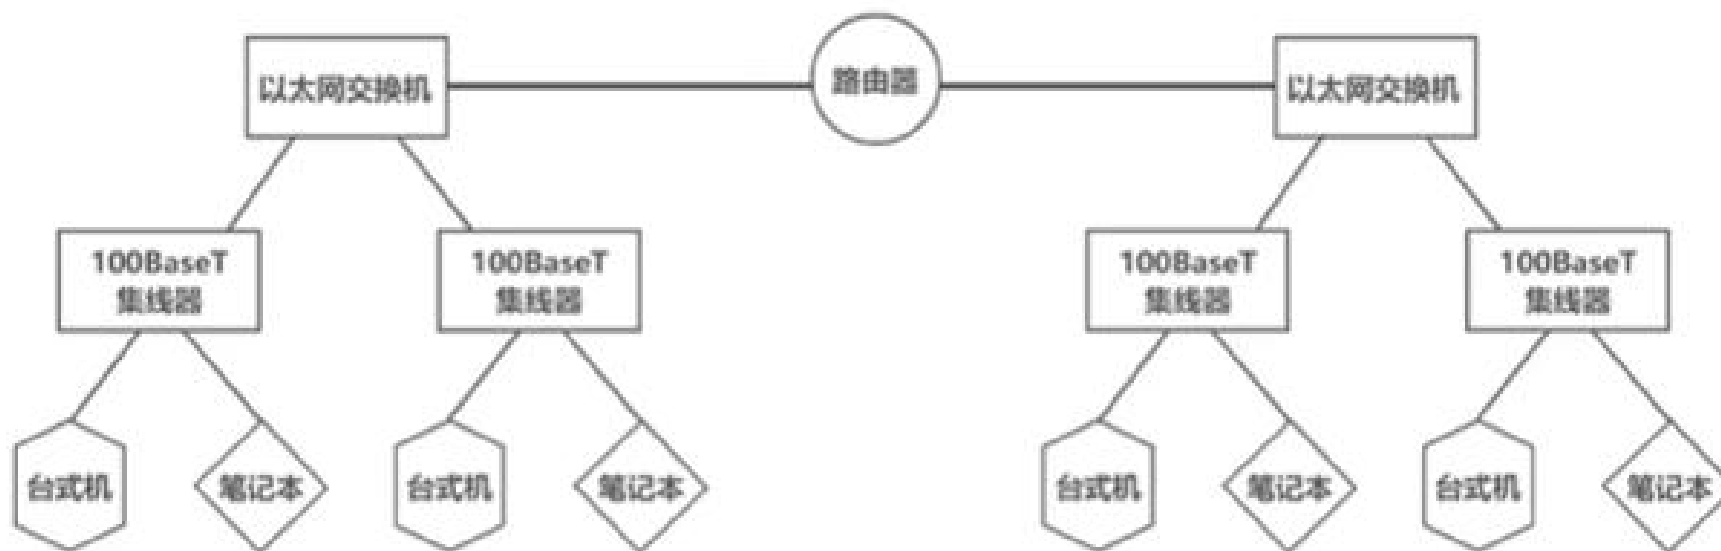 以太网交换机
路由器
以太网交换机
100BaseT
集线器
100BaseT
集线器
100BaseT
集线器
100BaseT
集线器
台式机
笔记本
台式机
笔记本
台式机
笔记本
台式机
笔记本